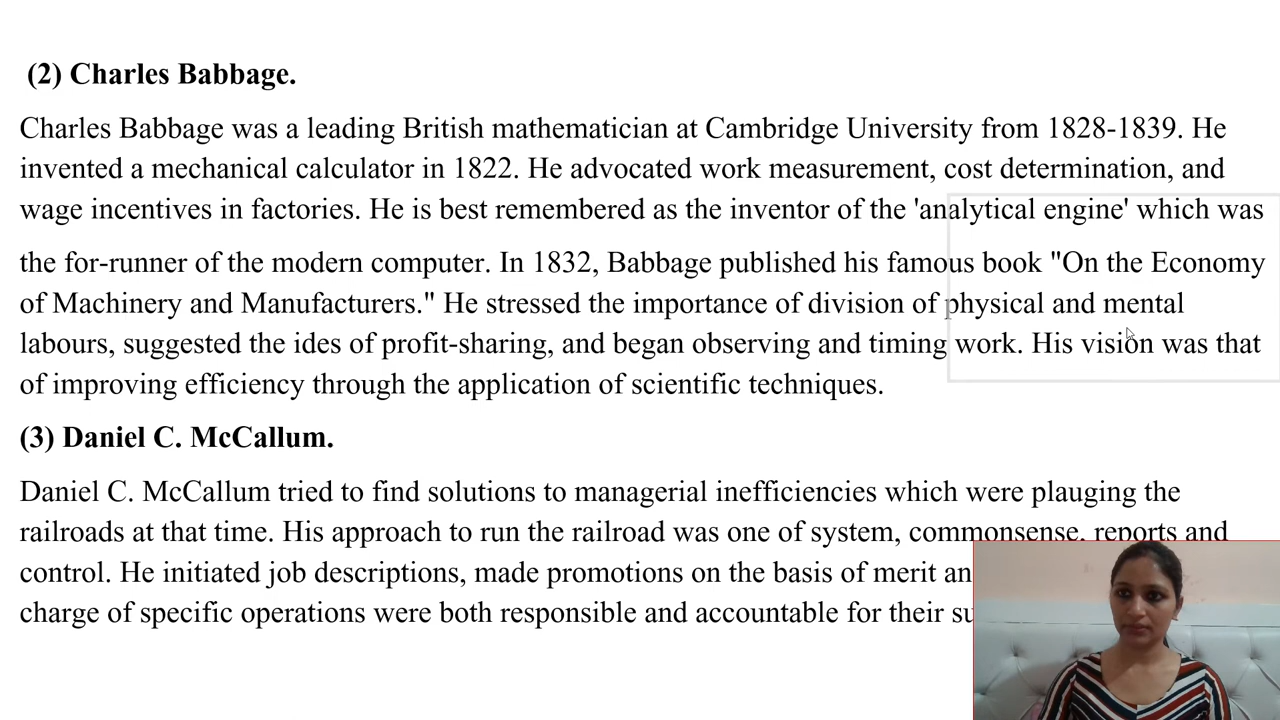 (2) Charles Babbage.
Charles Babbage was a leading British mathematician at Cambridge University from 1828-1839. He
invented a mechanical calculator in 1822. He advocated work measurement, cost determination, and
wage incentives in factories. He is best remembered as the inventor of the 'analytical engine' which was
the for-runner of the modern computer. In 1832, Babbage published his famous book "On the Economy
of Machinery and Manufacturers." He stressed the importance of division of physical and mental
labours, suggested the ides of profit-sharing, and began observing and timing work. His vision was that
of improving efficiency through the application of scientific techniques.
(3) Daniel C. McCallum.
Daniel C. McCallum tried to find solutions to managerial inefficiencies which were plauging the
railroads at that time. His approach to run the railroad was one of system, commonsense, reports and
control. He initiated job descriptions, made promotions on the basis of merit
charge of specific operations were both responsible and accountable for their